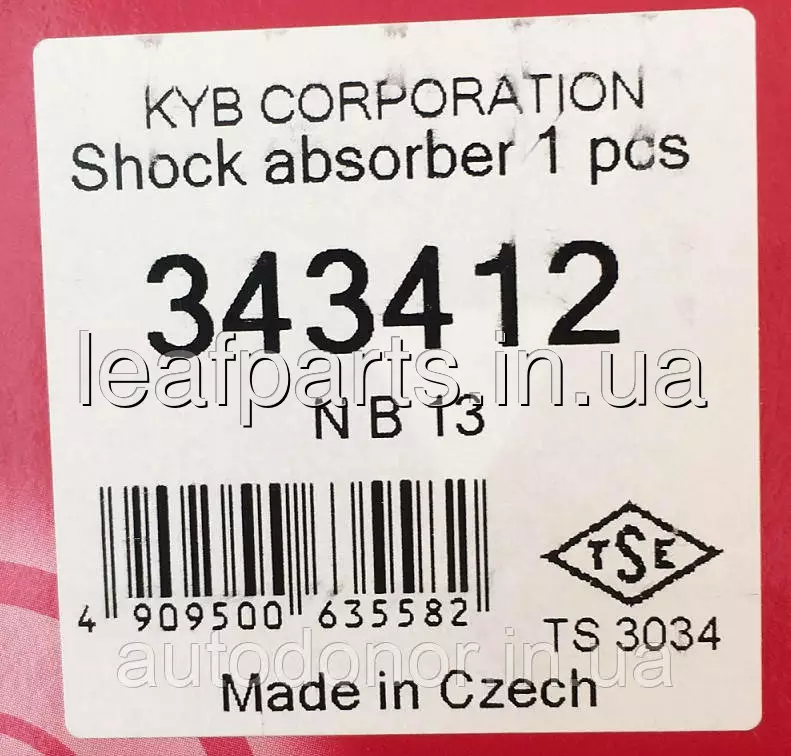 KYB CORPORATION
Shock absorber 1 pcs
343412
leafparts.in.ua
N B 13
4 909500 635582
TSE
TS 3034
autodonor.in.ua
Made in Czech